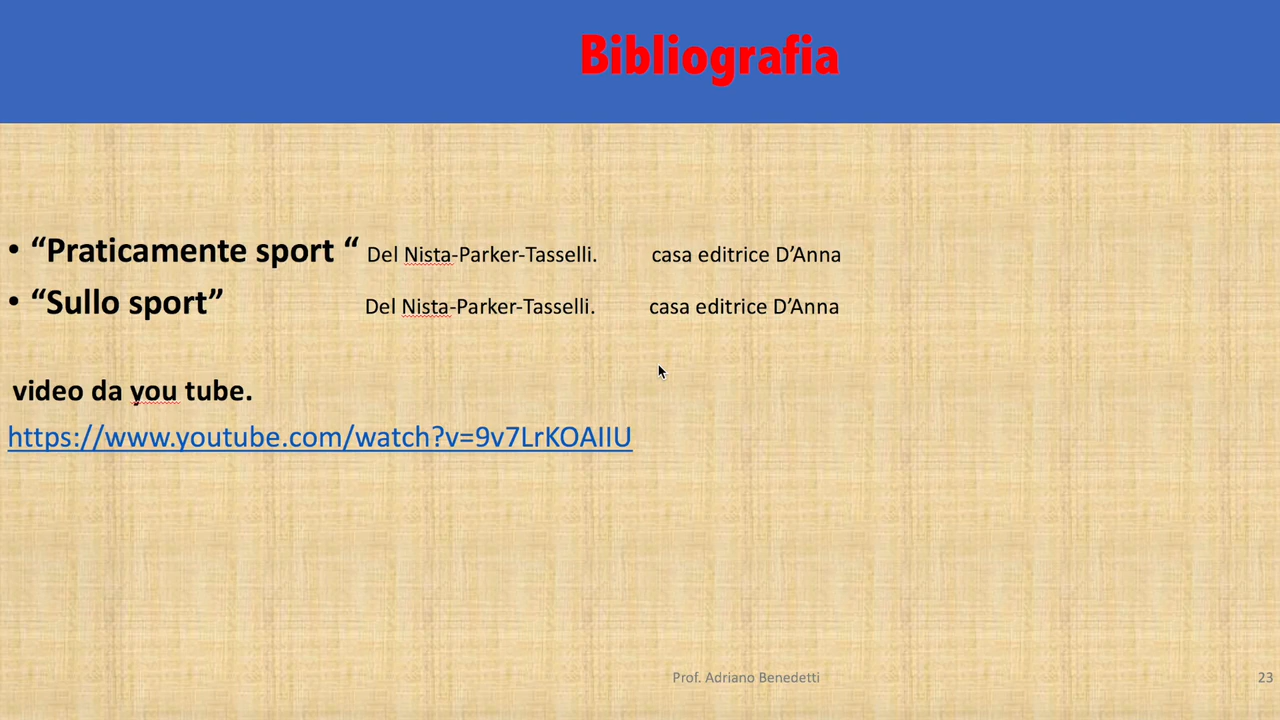 Bibliografia
• “Praticamente sport “ Del Nista-Parker-Tasselli. casa editrice D’Anna
• “Sullo sport” Del Nista-Parker-Tasselli. casa editrice D’Anna
video da you tube.
https://www.youtube.com/watch?v=9v7LrKOAIIU
Prof. Adriano Benedetti 23